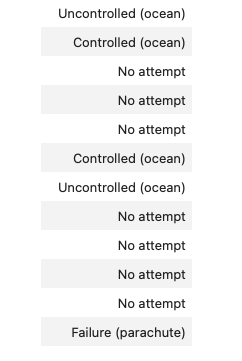 Uncontrolled (ocean)
Controlled (ocean)
No attempt
No attempt
No attempt
Controlled (ocean)
Uncontrolled (ocean)
No attempt
No attempt
No attempt
No attempt
Failure (parachute)